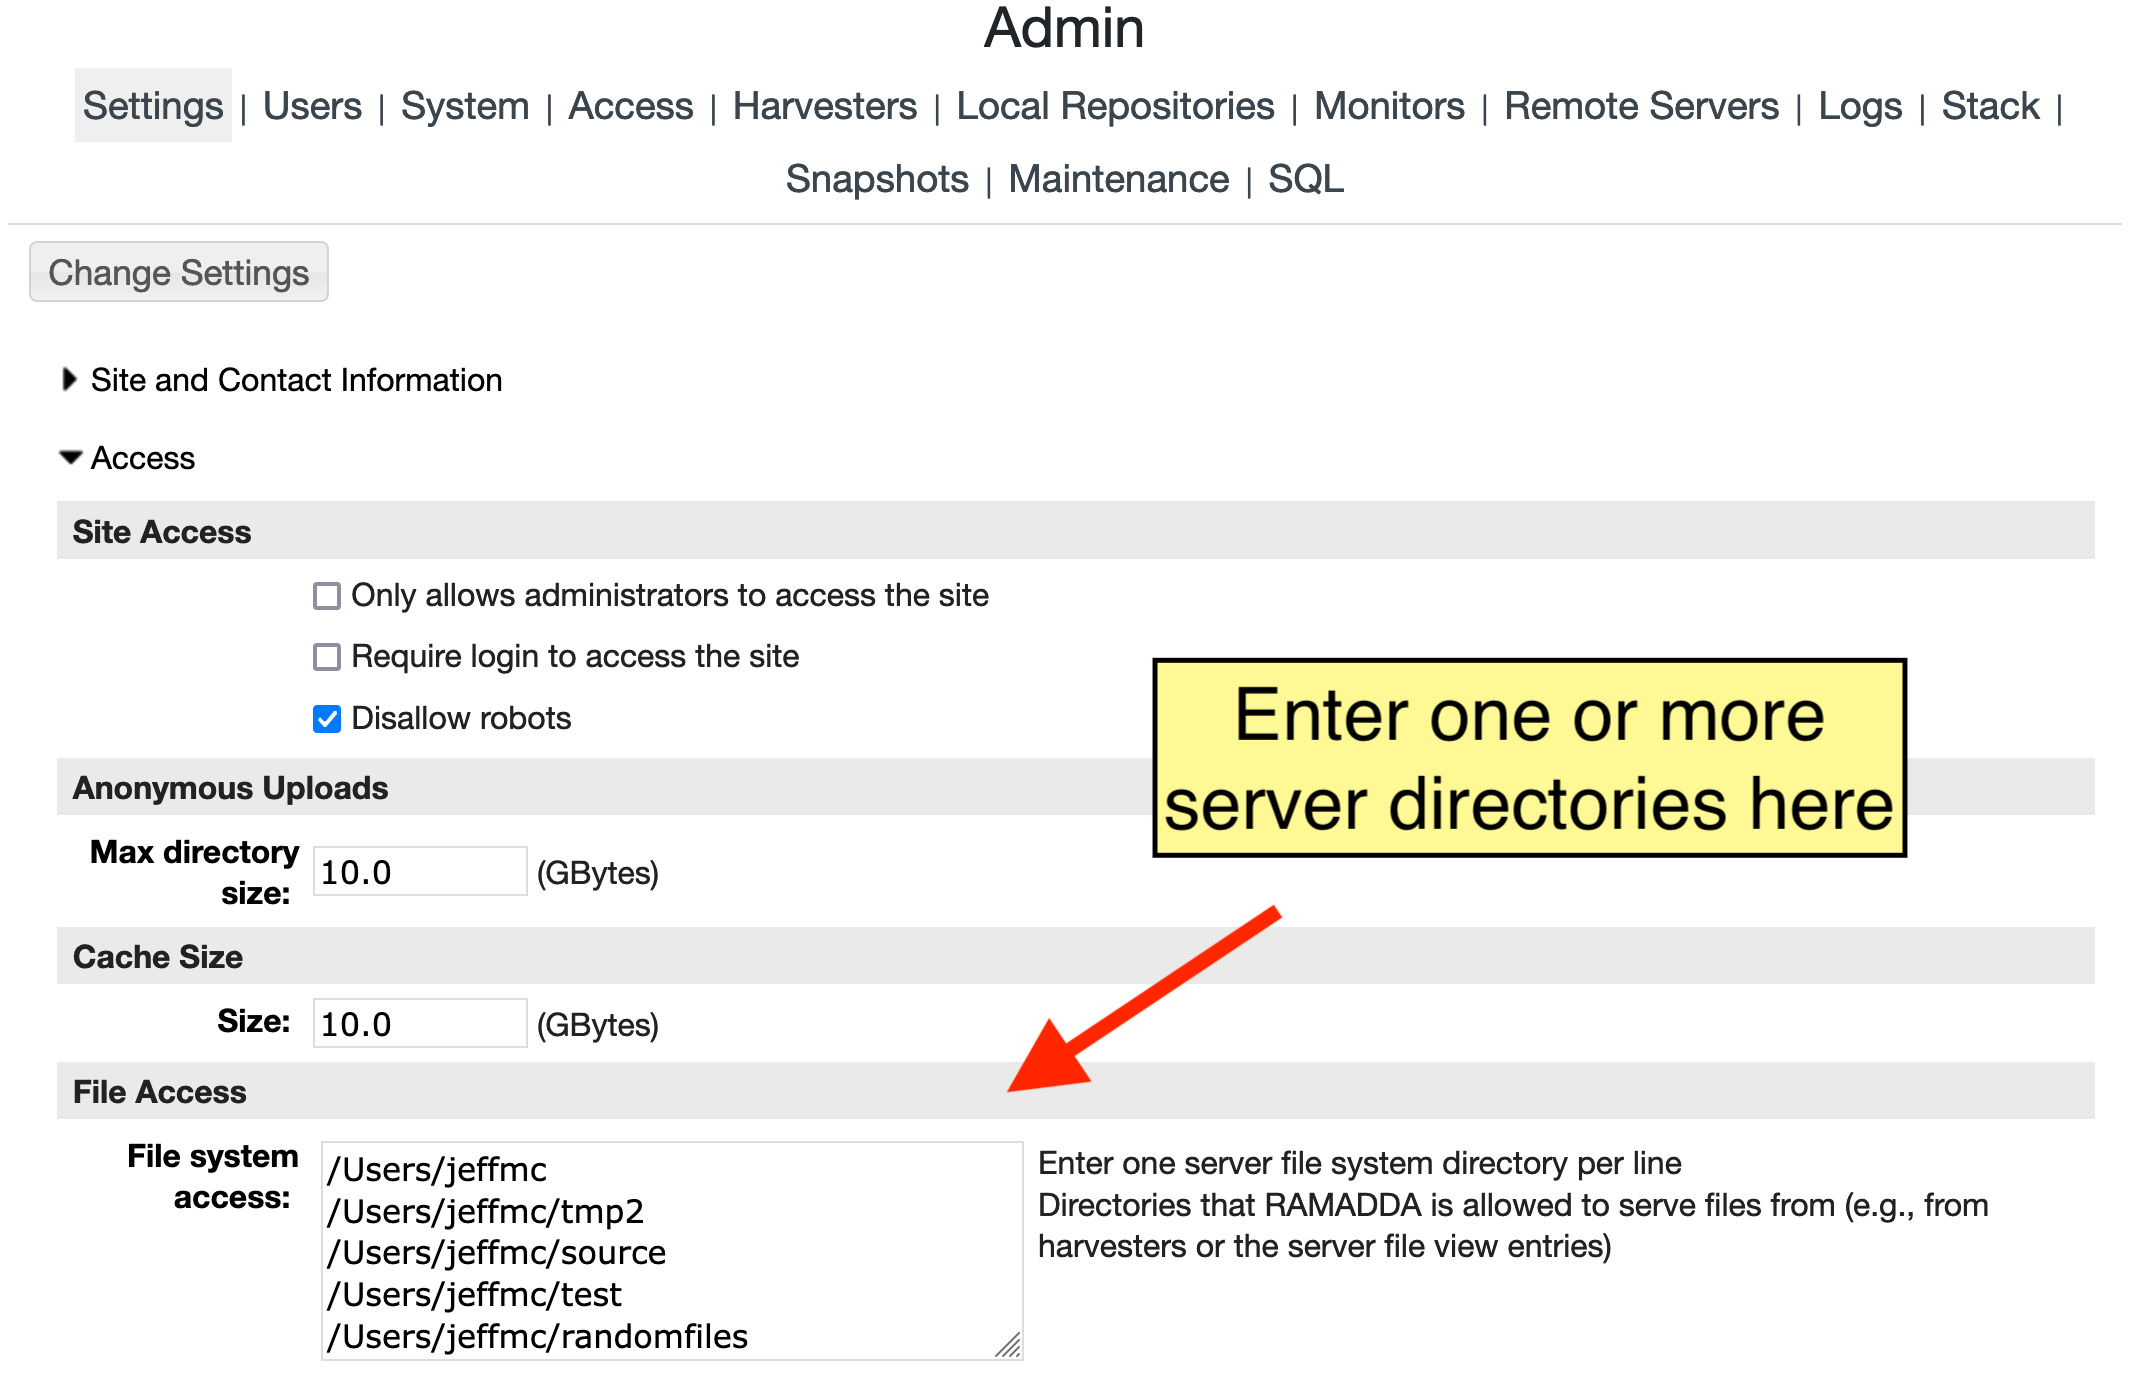 Admin
Settings | Users | System | Access | Harvesters | Local Repositories | Monitors | Remote Servers | Logs | Stack |
Snapshots | Maintenance | SQL
Change Settings
Site and Contact Information
Access
Site Access
Only allows administrators to access the site
Require login to access the site
Disallow robots
Enter one or more
server directories here
Anonymous Uploads
Max directory
size: 10.0 (GBytes)
Cache Size
Size: 10.0 (GBytes)
File Access
File system
access:
/Users/jeffmc
/Users/jeffmc/tmp2
/Users/jeffmc/source
/Users/jeffmc/test
/Users/jeffmc/randomfiles
Enter one server file system directory per line
Directories that RAMADDA is allowed to serve files from (e.g., from
harvesters or the server file view entries)